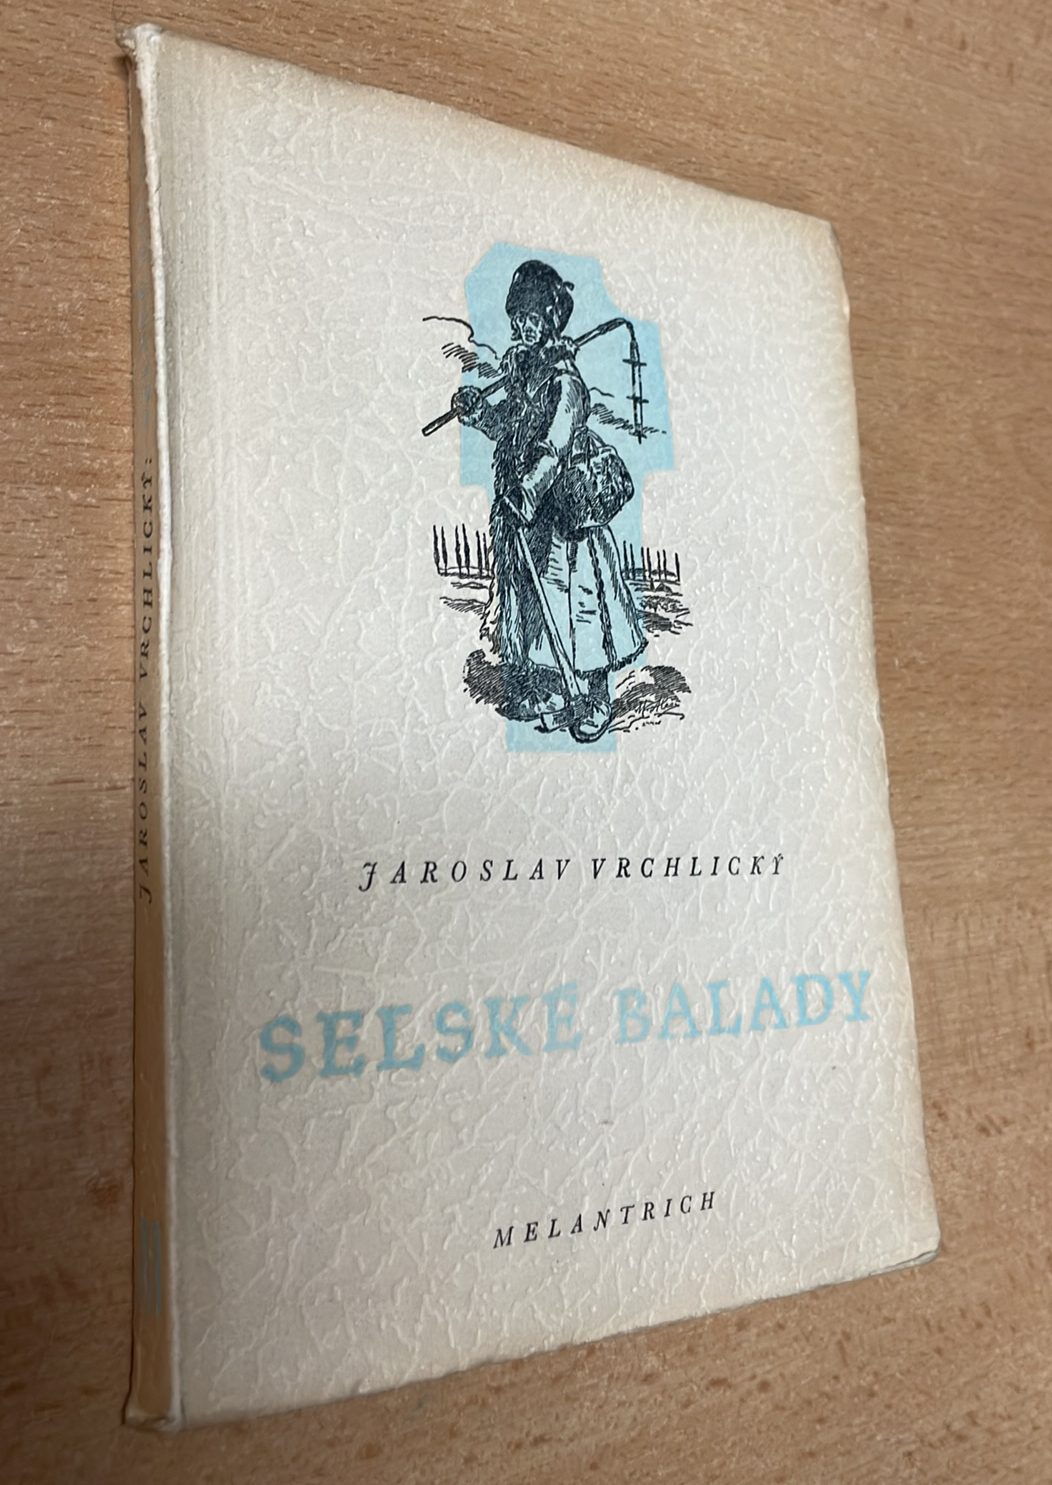 JAROSLAV VRCHLICKÝ
SELSKÉ BALADY
MELANTRICH
JAROSLAV VRCHLICKÝ: